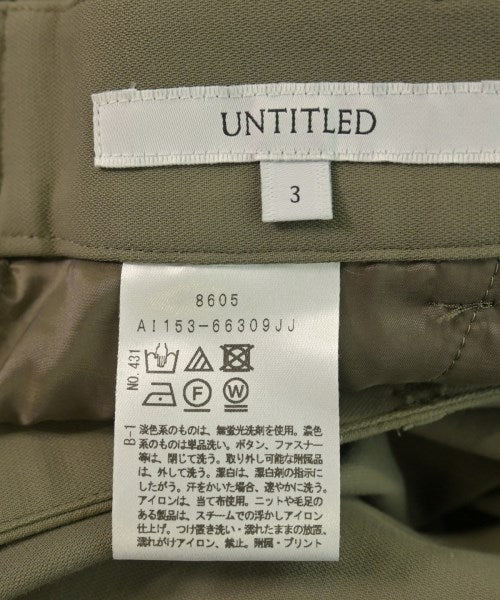 UNTITLED
3
8605
AI153-66309JJ
NO.431
F W
B-1
淡色系のものは、無蛍光洗剤を使用。濃色
系のものは単品洗い。ボタン、ファスナー
等は、閉じて洗う。取り外し可能な附属品
は、外して洗う。漂白は、漂白剤の指示に
したがう。汗をかいた場合、速やかに洗う。
アイロンは、当て布使用。ニットや毛足の
ある製品は、スチームでの浮かしアイロン
仕上げ。つけ置き洗い・濡れたままの放置、
濡れがけアイロン、禁止。附属・プリント